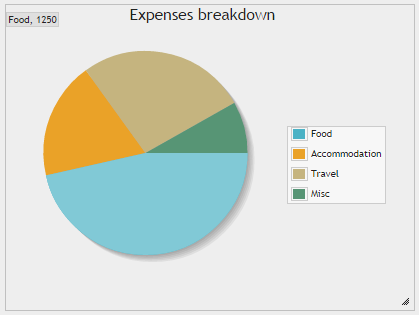 Expenses breakdown
Food, 1250
Food
Accommodation
Travel
Misc